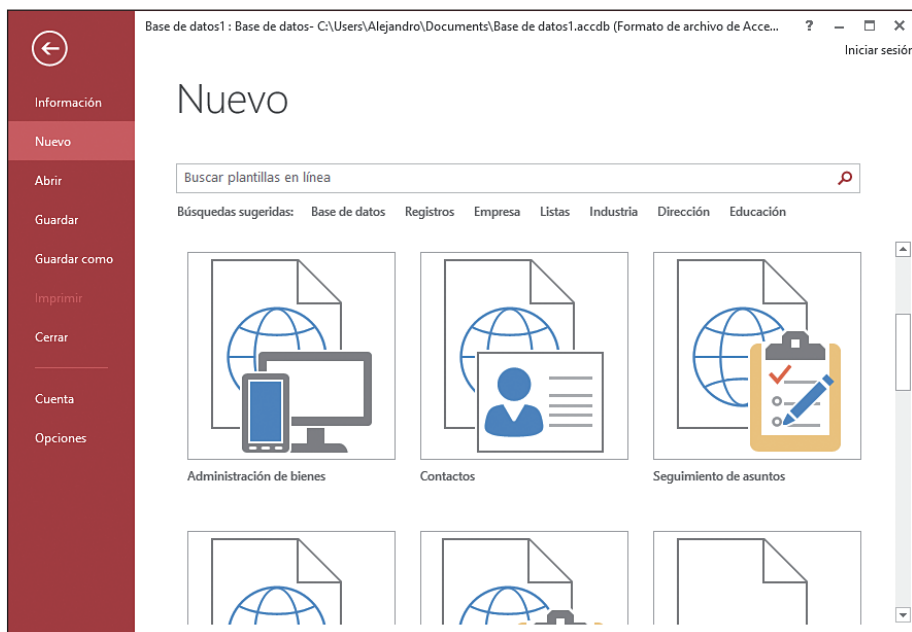 Base de datos1 : Base de datos- C:\Users\Alejandro\Documents\Base de datos1.accdb (Formato de archivo de Acce... ?
Iniciar sesión
Información
Nuevo
Abrir
Guardar
Guardar como
Imprimir
Cerrar
Cuenta
Opciones
Nuevo
Buscar plantillas en línea
Búsquedas sugeridas: Base de datos Registros Empresa Listas Industria Dirección Educación
Administración de bienes Contactos Seguimiento de asuntos